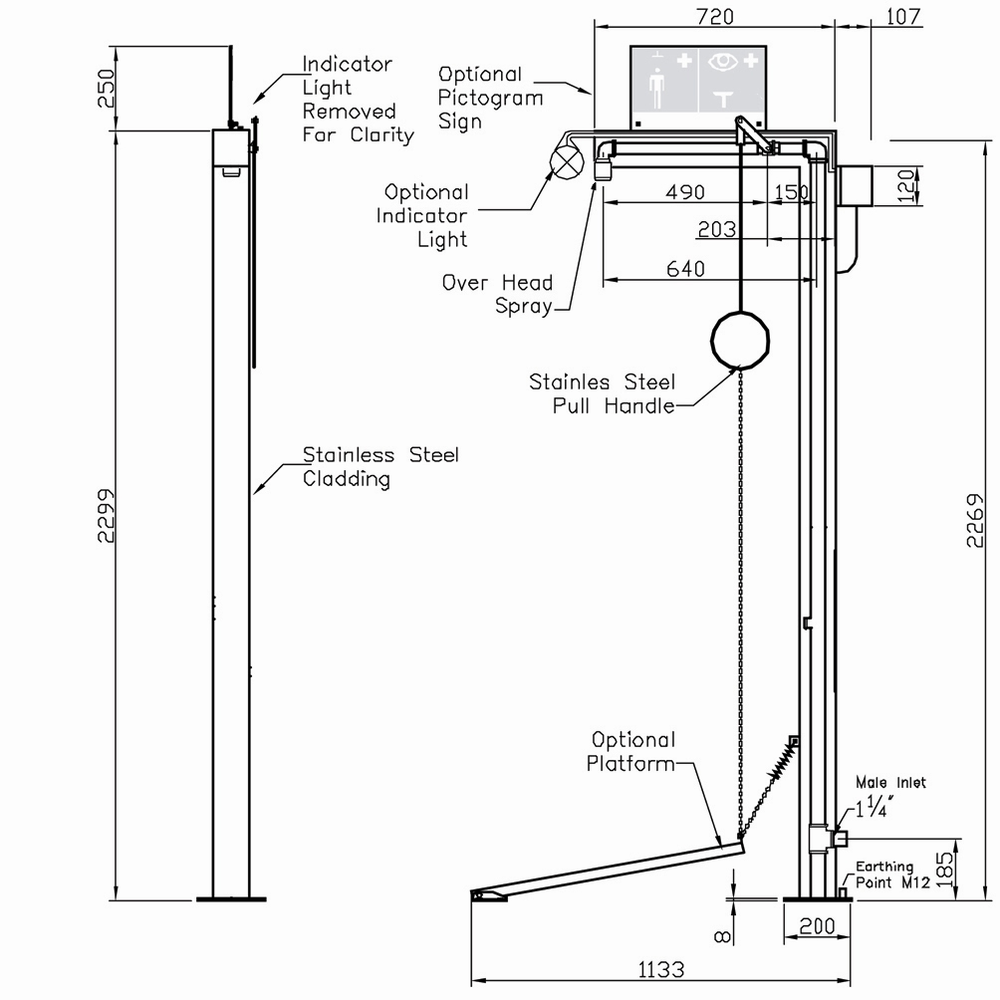 720
107
250
Indicator
Light
Removed
For Clarity
Optional
Pictogram
Sign
Optional
Indicator
Light
490
150
120
203
640
Over Head
Spray
Stainles Steel
Pull Handle
Stainless Steel
Cladding
2299
2269
Optional
Platform
Male Inlet
1 1/4"
185
Earthing
Point M12
8
200
1133